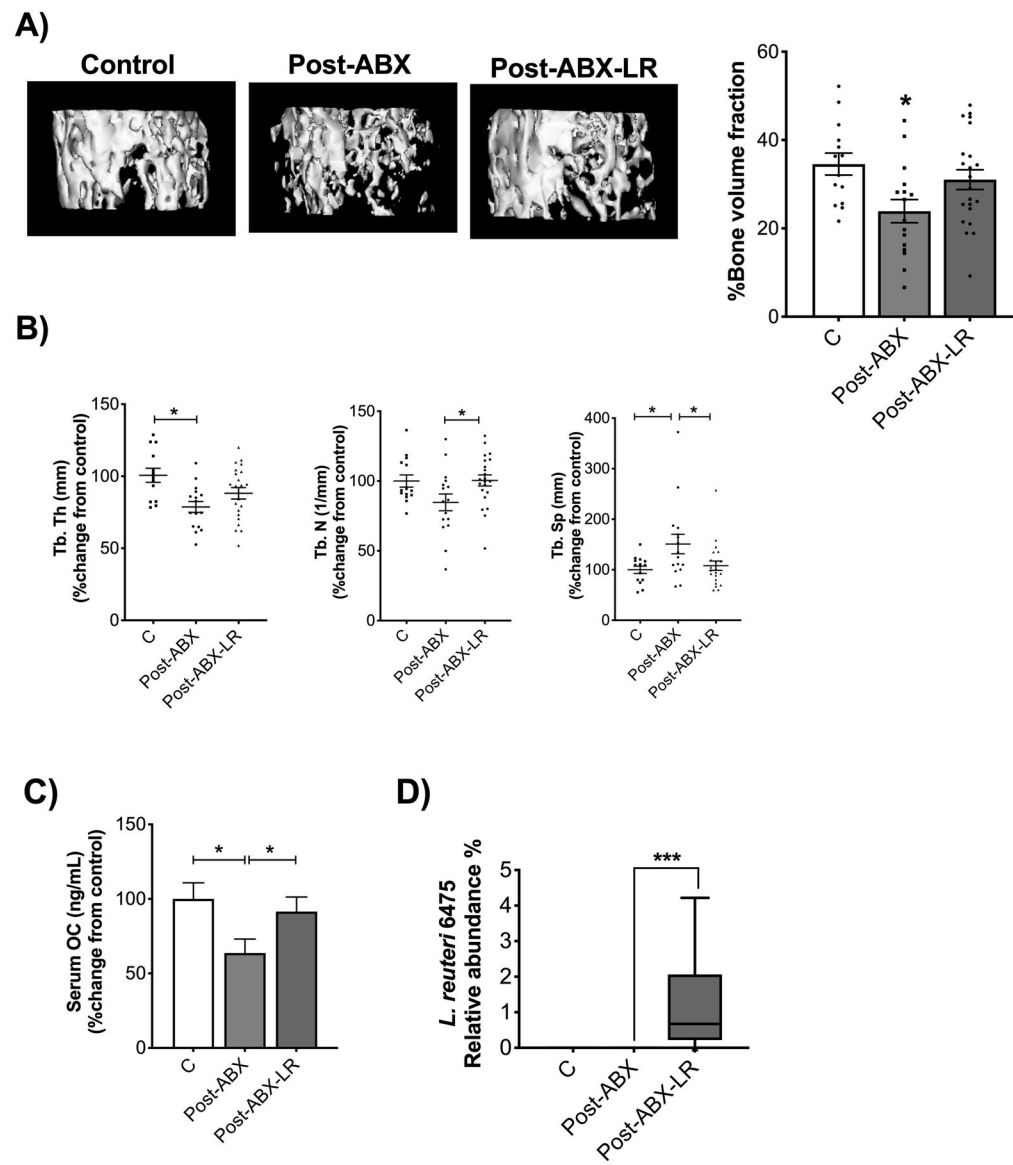 A)
Control
Post-ABX
Post-ABX-LR
%Bone volume fraction
60
40
20
0
*
C
Post-ABX
Post-ABX-LR
B)
Tb. Th (mm)
(%change from control)
150
100
50
0
*
C
Post-ABX
Post-ABX-LR
Tb. N (1/mm)
(%change from control)
150
100
50
0
*
C
Post-ABX
Post-ABX-LR
Tb. Sp (mm)
(%change from control)
400
300
200
150
100
0
*
*
C
Post-ABX
Post-ABX-LR
C)
Serum OC (ng/mL)
(%change from control)
150
100
50
0
*
*
C
Post-ABX
Post-ABX-LR
D)
L. reuteri 6475
Relative abundance %
5
4
3
2
1
0
***
C
Post-ABX
Post-ABX-LR